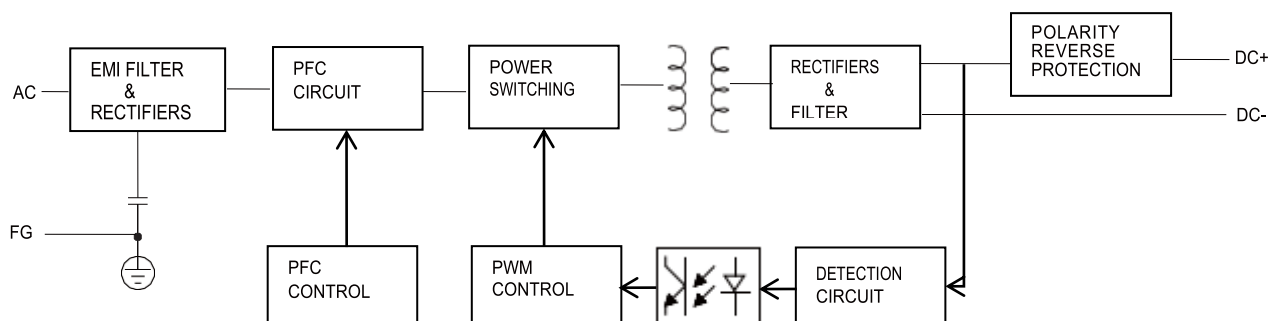 AC
EMI FILTER
&
RECTIFIERS
PFC
CIRCUIT
POWER
SWITCHING
RECTIFIERS
&
FILTER
POLARITY
REVERSE
PROTECTION
DC+
DC-
FG
PFC
CONTROL
PWM
CONTROL
DETECTION
CIRCUIT